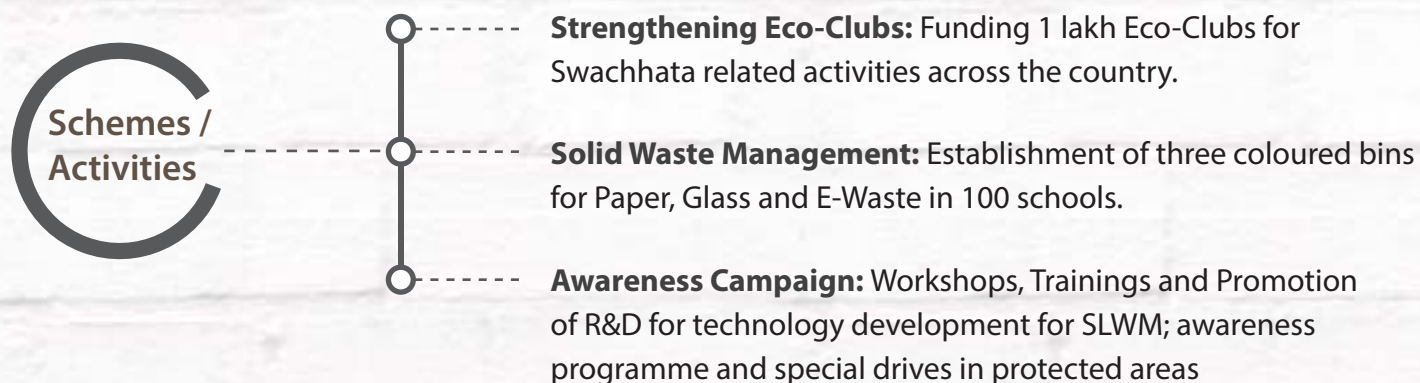 Schemes /
Activities
Strengthening Eco-Clubs: Funding 1 lakh Eco-Clubs for
Swachhata related activities across the country.
Solid Waste Management: Establishment of three coloured bins
for Paper, Glass and E-Waste in 100 schools.
Awareness Campaign: Workshops, Trainings and Promotion
of R&D for technology development for SLWM; awareness
programme and special drives in protected areas